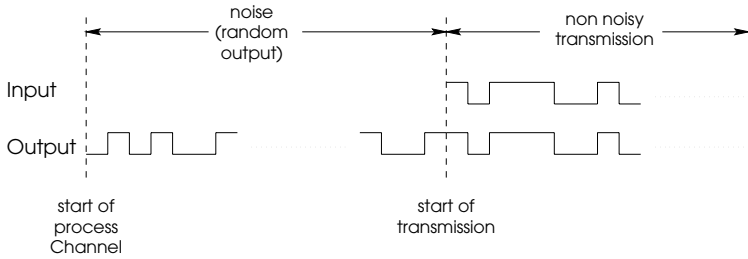 noise
(random
output)
non noisy
transmission
Input
Output
start of
process
Channel
start of
transmission